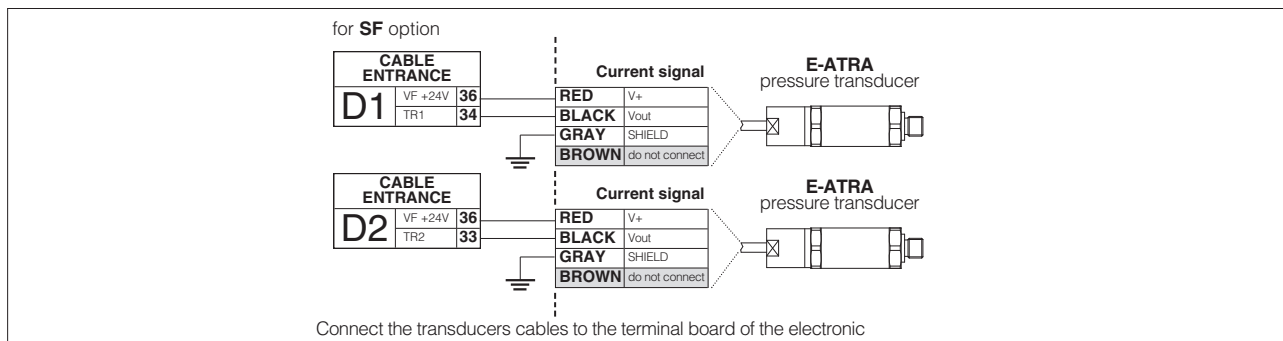 for SF option
CABLE ENTRANCE
D1
VF +24V 36
TR1 34
Current signal
RED V+
BLACK Vout
GRAY SHIELD
BROWN do not connect
E-ATRA
pressure transducer
CABLE ENTRANCE
D2
VF +24V 36
TR2 33
Current signal
RED V+
BLACK Vout
GRAY SHIELD
BROWN do not connect
E-ATRA
pressure transducer
Connect the transducers cables to the terminal board of the electronic